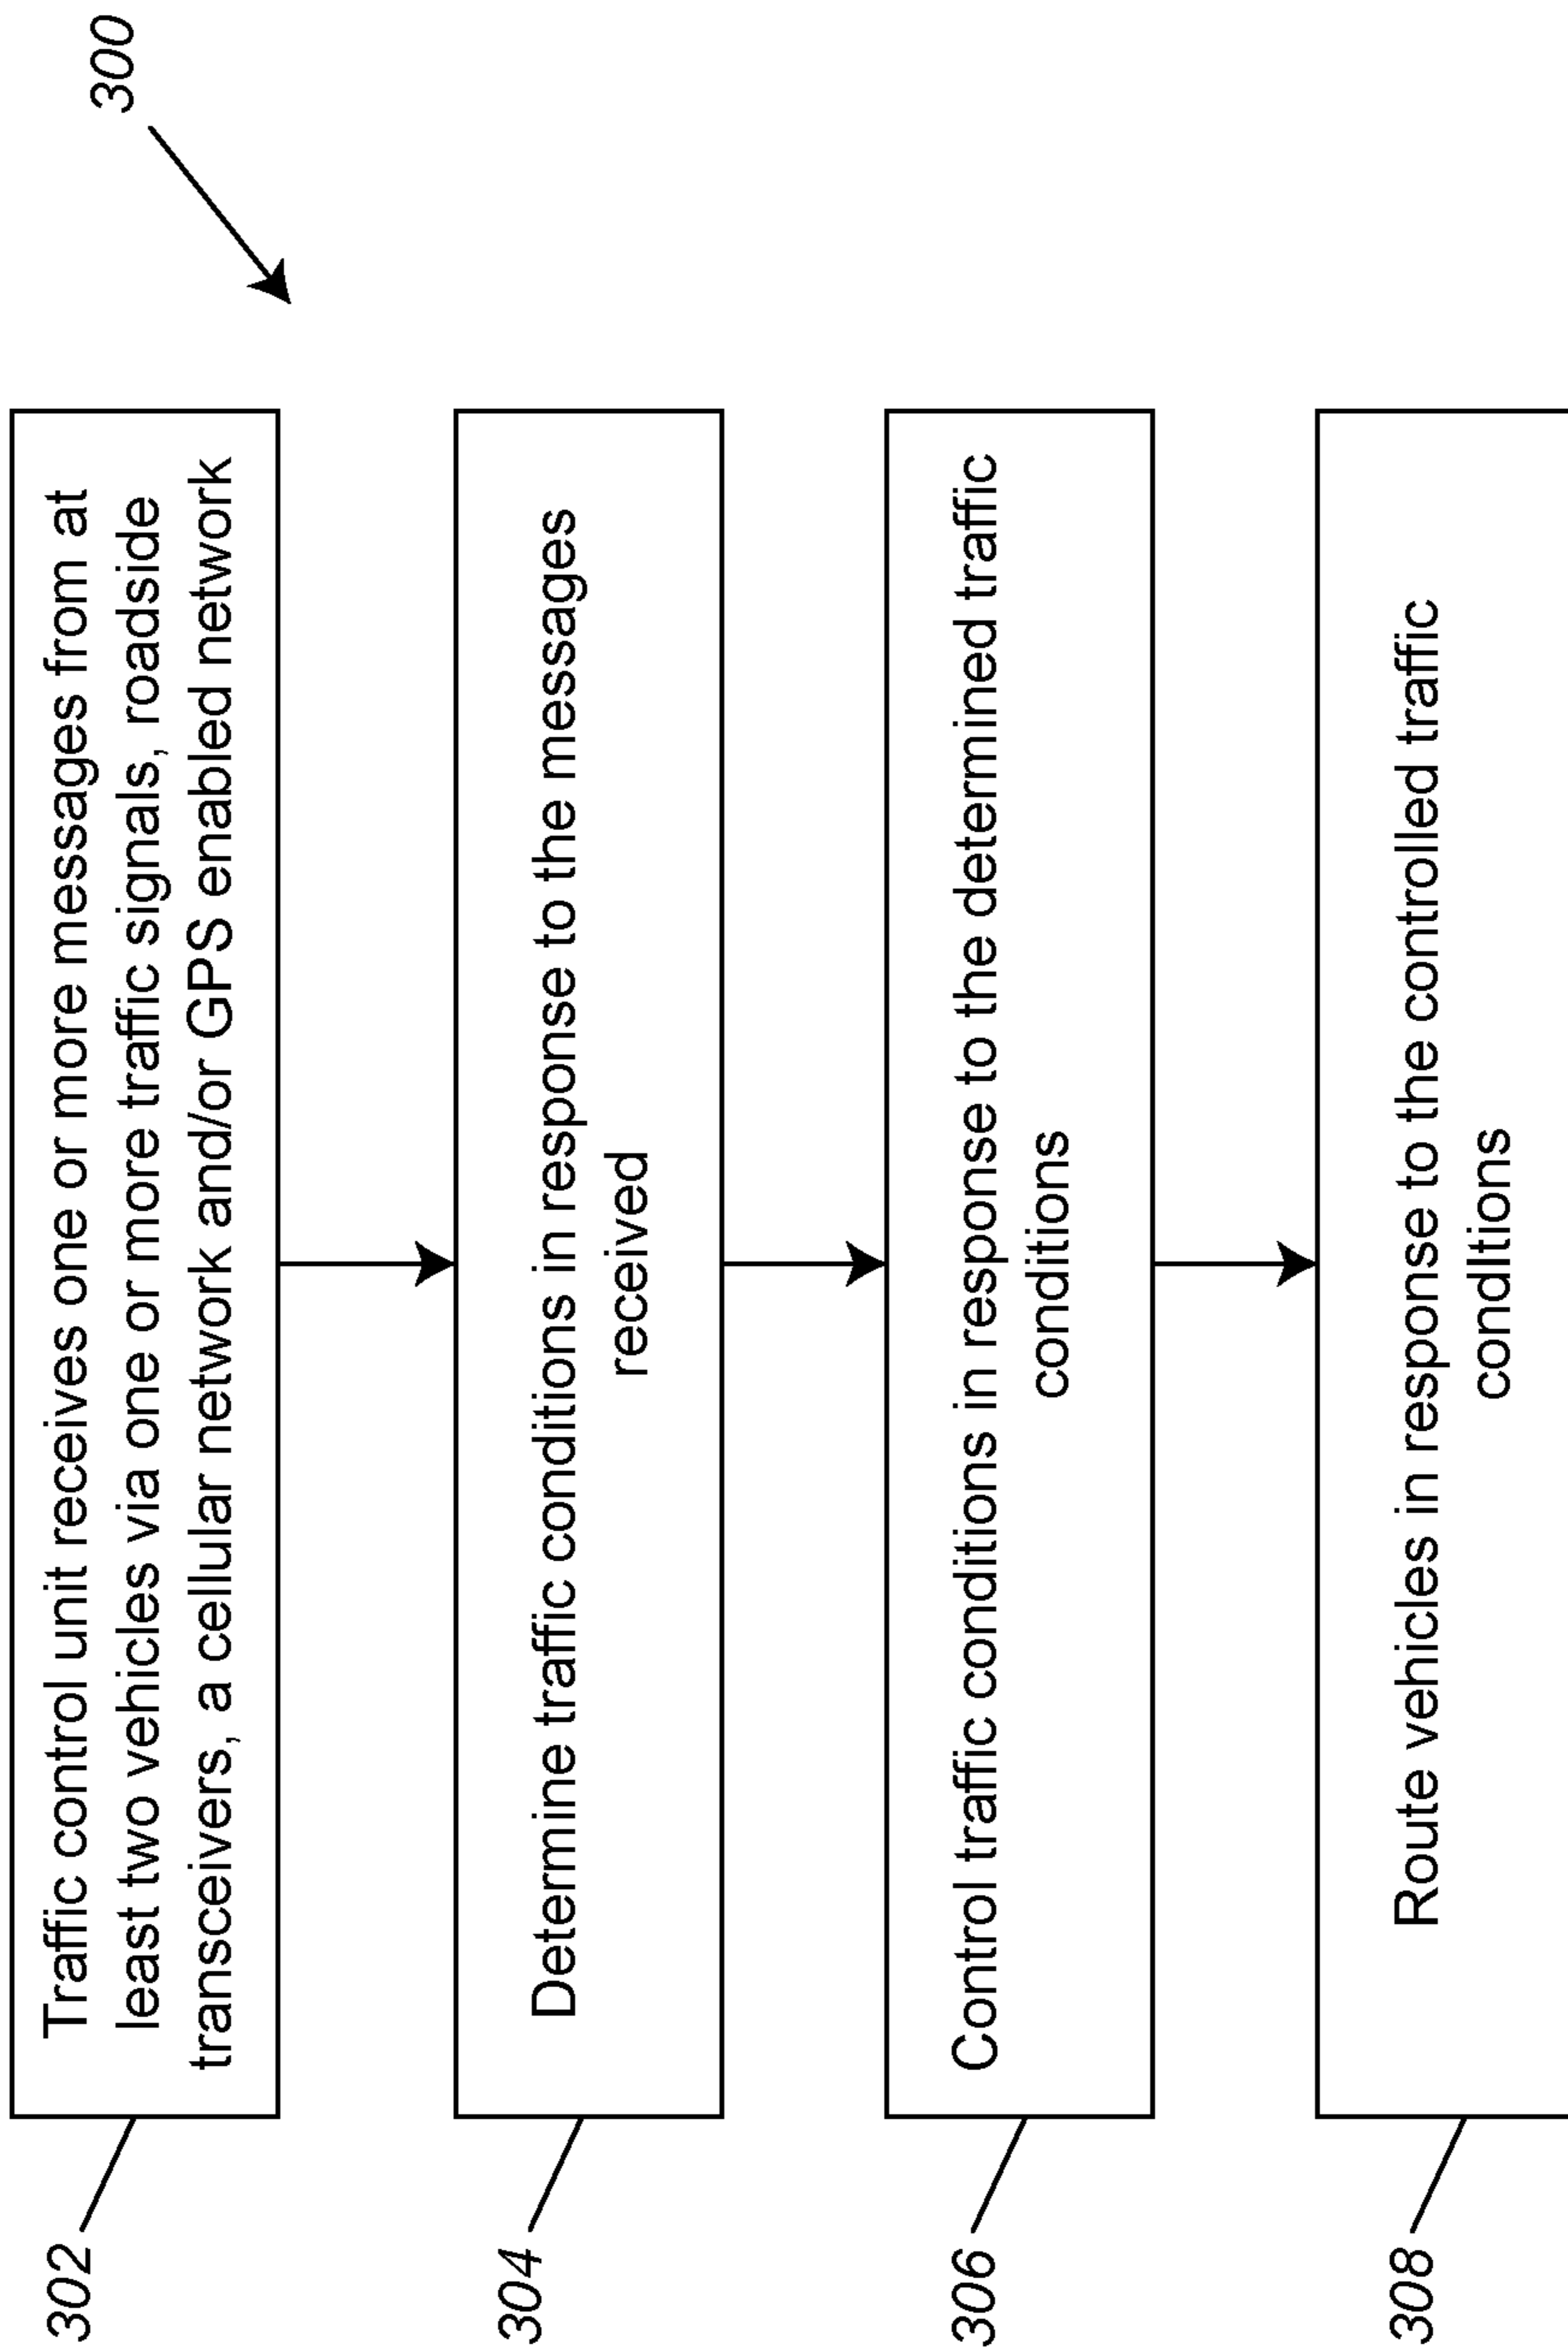 300
302
Traffic control unit receives one or more messages from at
least two vehicles via one or more traffic signals, roadside
transceivers, a cellular network and/or GPS enabled network
304
Determine traffic conditions in response to the messages
received
306
Control traffic conditions in response to the determined traffic
conditions
308
Route vehicles in response to the controlled traffic
conditions